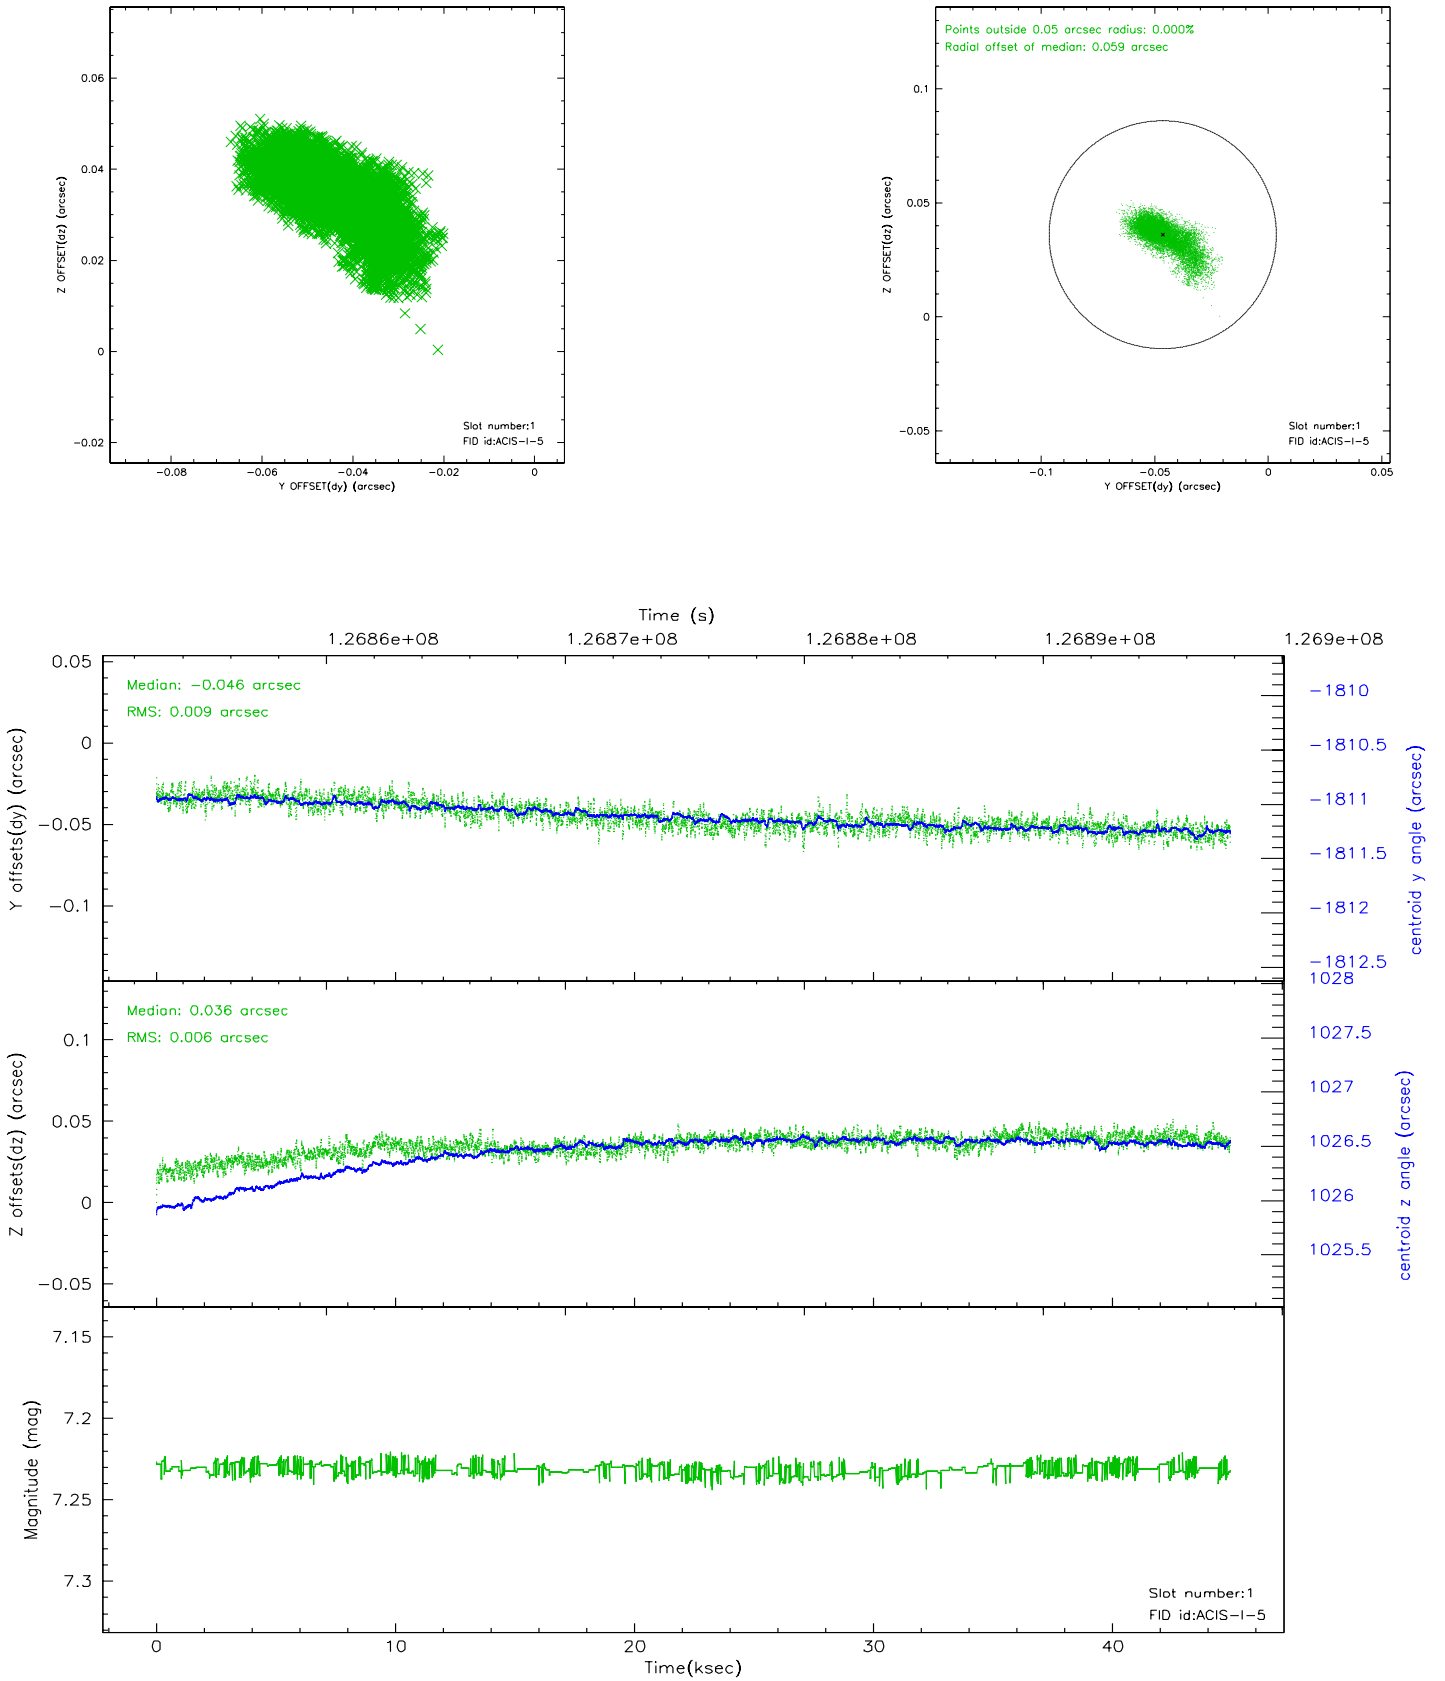 0.06
0.04
0.02
0
−0.02
Z OFFSET(dz) (arcsec)
Slot number:1
FID id:ACIS−I−5
−0.08
−0.06
−0.04
−0.02
0
Y OFFSET(dy) (arcsec)
Points outside 0.05 arcsec radius: 0.000%
Radial offset of median: 0.059 arcsec
0.1
0.05
0
−0.05
Z OFFSET(dz) (arcsec)
Slot number:1
FID id:ACIS−I−5
−0.1
−0.05
0
0.05
Y OFFSET(dy) (arcsec)
Time (s)
1.2686e+08
1.2687e+08
1.2688e+08
1.2689e+08
1.269e+08
0.05
0
−0.05
−0.1
Y offsets(dy) (arcsec)
Median: −0.046 arcsec
RMS: 0.009 arcsec
−1810
−1810.5
−1811
−1811.5
−1812
−1812.5
centroid y angle (arcsec)
0.1
0.05
0
−0.05
Z offsets(dz) (arcsec)
Median: 0.036 arcsec
RMS: 0.006 arcsec
1028
1027.5
1027
1026.5
1026
1025.5
centroid z angle (arcsec)
7.15
7.2
7.25
7.3
Magnitude (mag)
Slot number:1
FID id:ACIS−I−5
0
10
20
30
40
Time(ksec)